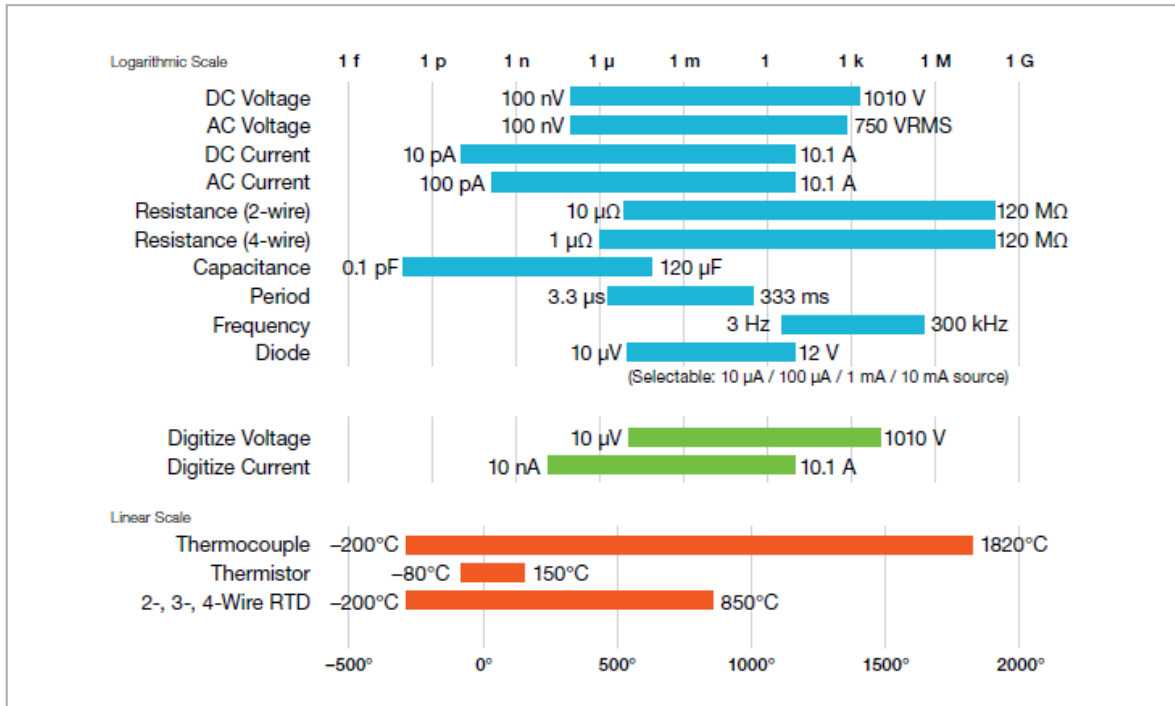 Logarithmic Scale 1 f 1 p 1 n 1 µ 1 m 1 1 k 1 M 1 G
DC Voltage 100 nV 1010 V
AC Voltage 100 nV 750 VRMS
DC Current 10 pA 10.1 A
AC Current 100 pA 10.1 A
Resistance (2-wire) 10 µΩ 120 MΩ
Resistance (4-wire) 1 µΩ 120 MΩ
Capacitance 0.1 pF 120 µF
Period 3.3 µs 333 ms
Frequency 3 Hz 300 kHz
Diode 10 µV 12 V
(Selectable: 10 µA / 100 µA / 1 mA / 10 mA source)
Digitize Voltage 10 µV 1010 V
Digitize Current 10 nA 10.1 A
Linear Scale
Thermocouple –200°C 1820°C
Thermistor –80°C 150°C
2-, 3-, 4-Wire RTD –200°C 850°C
–500° 0° 500° 1000° 1500° 2000°